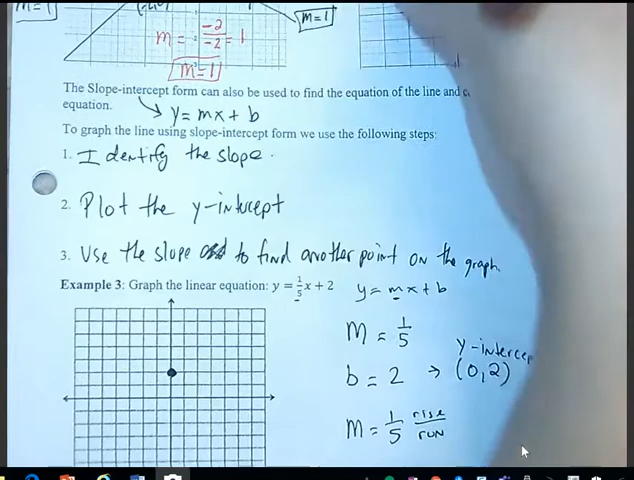 m=1
m = -2/-2 = 1
m=1
m=1
The Slope-intercept form can also be used to find the equation of the line and
equation.
y = mx + b
To graph the line using slope-intercept form we use the following steps:
1. Identify the slope.
2. Plot the y-intercept
3. Use the slope to find another point on the graph.
Example 3: Graph the linear equation: y = 1/5 x + 2
y = mx + b
m = 1/5
y-intercep
b = 2 → (0,2)
m = 1/5 rise/run